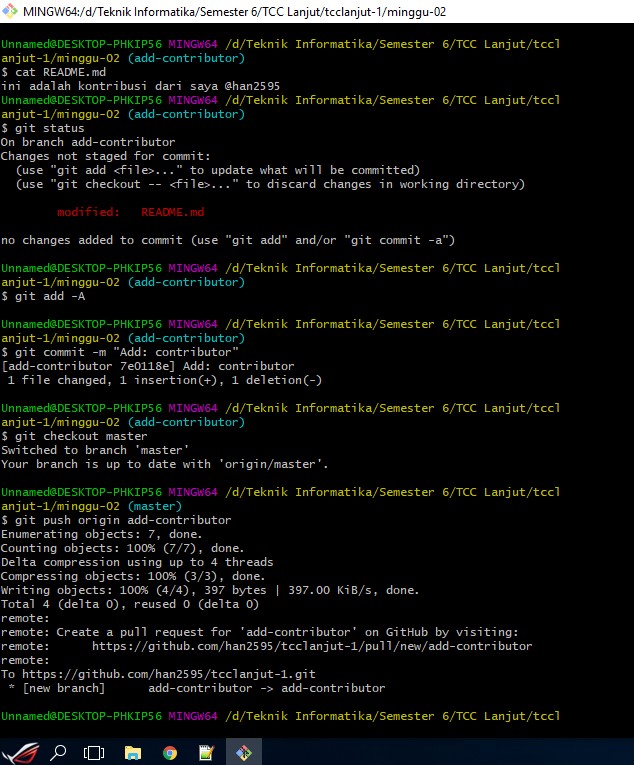 MINGW64:/d/Teknik Informatika/Semester 6/TCC Lanjut/tcclanjut-1/minggu-02
Unnamed@DESKTOP-PHKIP56 MINGW64 /d/Teknik Informatika/Semester 6/TCC Lanjut/tccl
anjut-1/minggu-02 (add-contributor)
$ cat README.md
ini adalah kontribusi dari saya @han2595
Unnamed@DESKTOP-PHKIP56 MINGW64 /d/Teknik Informatika/Semester 6/TCC Lanjut/tccl
anjut-1/minggu-02 (add-contributor)
$ git status
On branch add-contributor
Changes not staged for commit:
  (use "git add <file>..." to update what will be committed)
  (use "git checkout -- <file>..." to discard changes in working directory)
        modified:   README.md
no changes added to commit (use "git add" and/or "git commit -a")
Unnamed@DESKTOP-PHKIP56 MINGW64 /d/Teknik Informatika/Semester 6/TCC Lanjut/tccl
anjut-1/minggu-02 (add-contributor)
$ git add -A
Unnamed@DESKTOP-PHKIP56 MINGW64 /d/Teknik Informatika/Semester 6/TCC Lanjut/tccl
anjut-1/minggu-02 (add-contributor)
$ git commit -m "Add: contributor"
[add-contributor 7e0118e] Add: contributor
 1 file changed, 1 insertion(+), 1 deletion(-)
Unnamed@DESKTOP-PHKIP56 MINGW64 /d/Teknik Informatika/Semester 6/TCC Lanjut/tccl
anjut-1/minggu-02 (add-contributor)
$ git checkout master
Switched to branch 'master'
Your branch is up to date with 'origin/master'.
Unnamed@DESKTOP-PHKIP56 MINGW64 /d/Teknik Informatika/Semester 6/TCC Lanjut/tccl
anjut-1/minggu-02 (master)
$ git push origin add-contributor
Enumerating objects: 7, done.
Counting objects: 100% (7/7), done.
Delta compression using up to 4 threads
Compressing objects: 100% (3/3), done.
Writing objects: 100% (4/4), 397 bytes | 397.00 KiB/s, done.
Total 4 (delta 0), reused 0 (delta 0)
remote:
remote: Create a pull request for 'add-contributor' on GitHub by visiting:
remote:      https://github.com/han2595/tcclanjut-1/pull/new/add-contributor
remote:
To https://github.com/han2595/tcclanjut-1.git
 * [new branch]      add-contributor -> add-contributor
Unnamed@DESKTOP-PHKIP56 MINGW64 /d/Teknik Informatika/Semester 6/TCC Lanjut/tccl